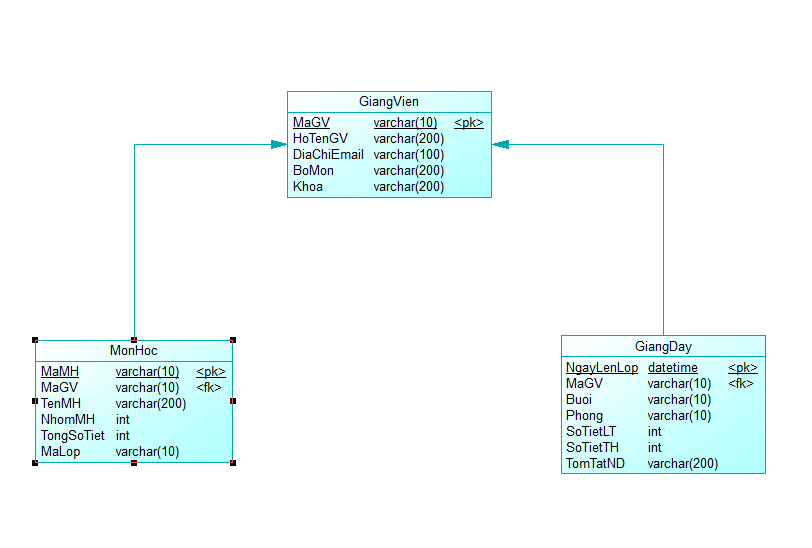 GiangVien
MaGV varchar(10) <pk>
HoTenGV varchar(200)
DiaChiEmail varchar(100)
BoMon varchar(200)
Khoa varchar(200)
MonHoc
MaMH varchar(10) <pk>
MaGV varchar(10) <fk>
TenMH varchar(200)
NhomMH int
TongSoTiet int
MaLop varchar(10)
GiangDay
NgayLenLop datetime <pk>
MaGV varchar(10) <fk>
Buoi varchar(10)
Phong varchar(10)
SoTietLT int
SoTietTH int
TomTatND varchar(200)